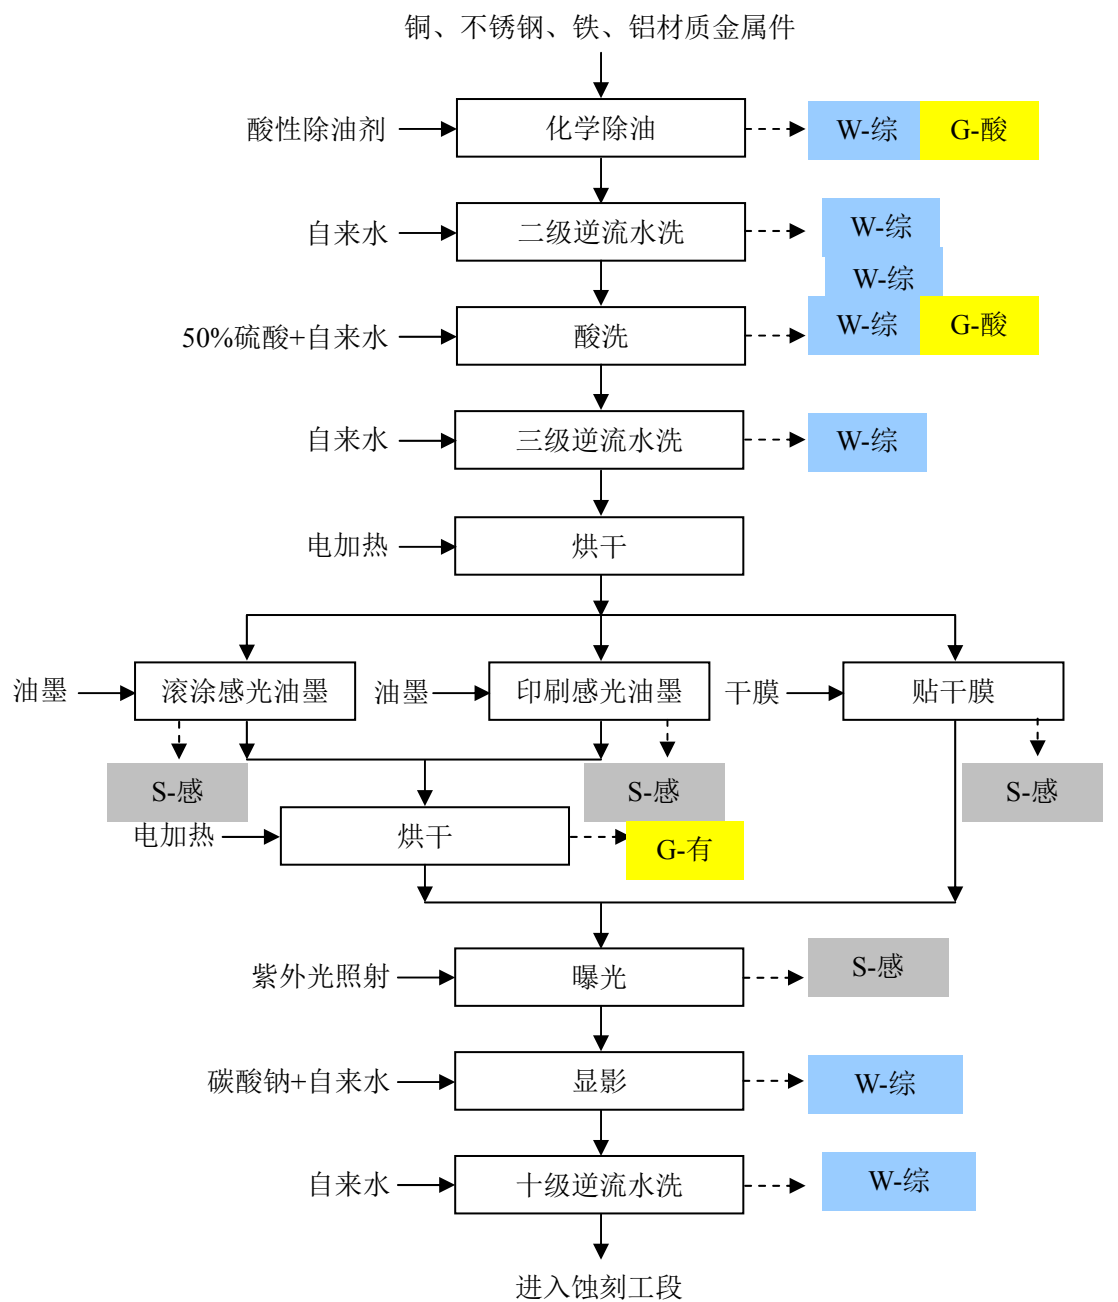 铜、不锈钢、铁、铝材质金属件
酸性除油剂
化学除油
W-综
G-酸
自来水
二级逆流水洗
W-综
W-综
50%硫酸+自来水
酸洗
W-综
G-酸
自来水
三级逆流水洗
W-综
电加热
烘干
油墨
滚涂感光油墨
油墨
印刷感光油墨
干膜
贴干膜
S-感
S-感
S-感
电加热
烘干
G-有
紫外光照射
曝光
S-感
碳酸钠+自来水
显影
W-综
自来水
十级逆流水洗
W-综
进入蚀刻工段